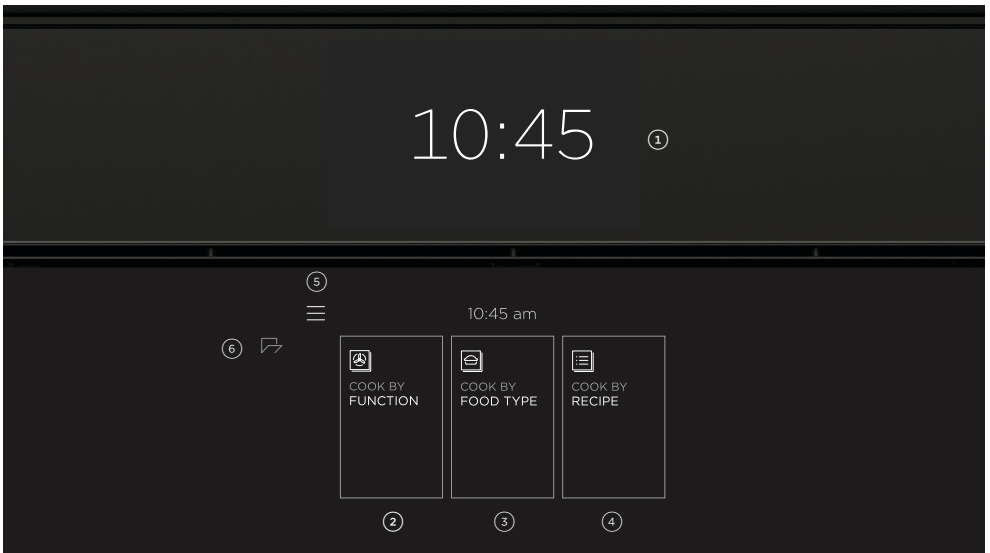 10:45
1
5
10:45 am
6
COOK BY
FUNCTION
COOK BY
FOOD TYPE
COOK BY
RECIPE
2
3
4